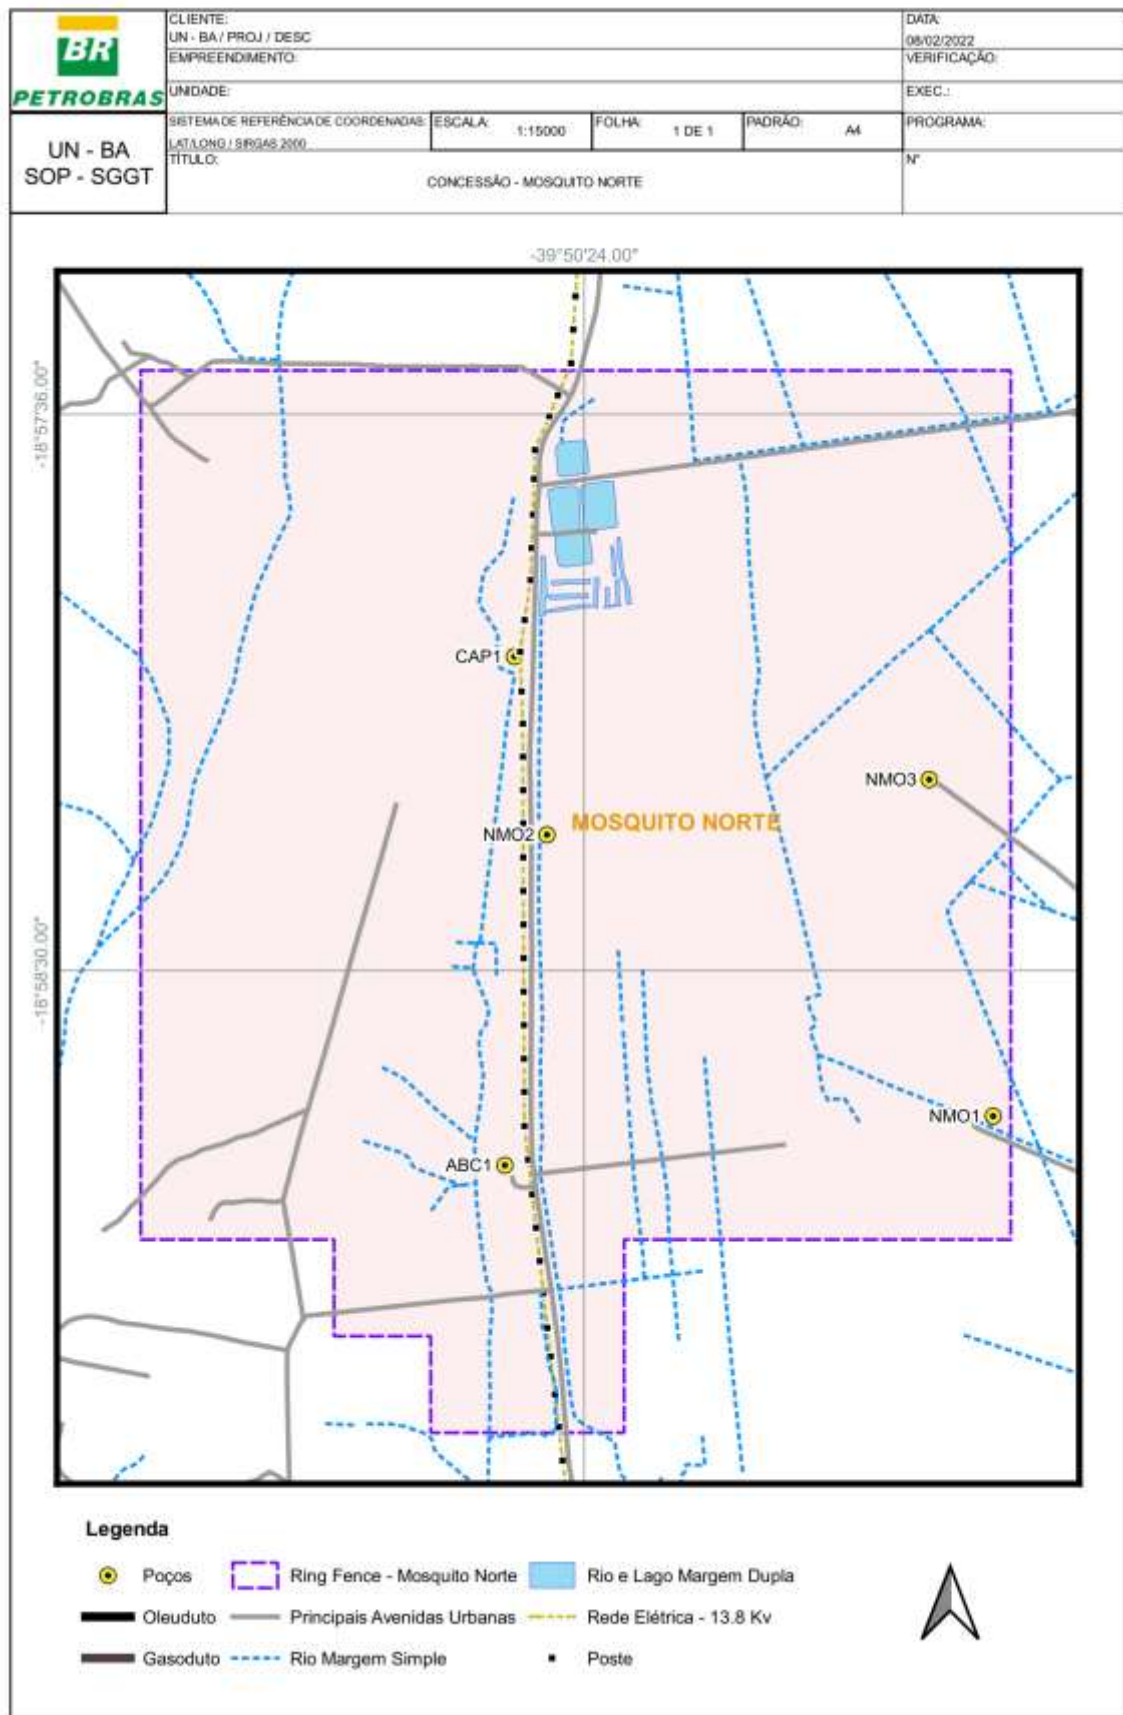 BR
PETROBRAS
UN - BA
SOP - SGGT
CLIENTE:
UN - BA / PROJ / DESC
DATA:
08/02/2022
EMPREENDIMENTO:
VERIFICAÇÃO:
UNIDADE:
EXEC.:
SISTEMA DE REFERÊNCIA DE COORDENADAS:
LAT/LONG / SIRGAS 2000
ESCALA:
1:15000
FOLHA:
1 DE 1
PADRÃO:
A4
PROGRAMA:
TÍTULO:
CONCESSÃO - MOSQUITO NORTE
N°
-39°50'24.00"
-18°57'36.00"
CAP1
NMO3
MOSQUITO NORTE
NMO2
-18°58'30.00"
NMO1
ABC1
Legenda
Poços
Ring Fence - Mosquito Norte
Rio e Lago Margem Dupla
Oleuduto
Principais Avenidas Urbanas
Rede Elétrica - 13.8 Kv
Gasoduto
Rio Margem Simple
Poste